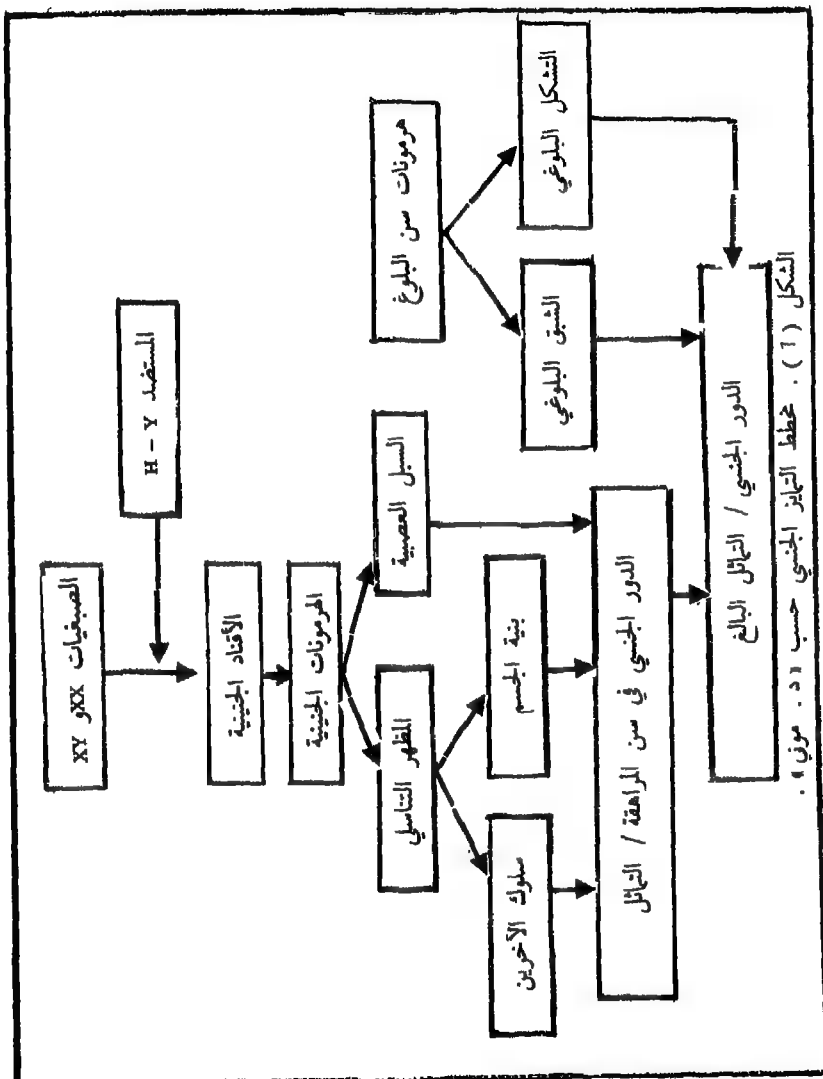 الصبغيات XXو XY
المستضد H - Y
الأقناد الجنينية
الهرمونات الجنينية
المظهر التناسلي
السبل العصبية
هرمونات سن البلوغ
سلوك الآخرين
بنية الجسم
الشبق البلوغي
التشكل البلوغي
الدور الجنسي في سن المراهقة / التماثل
الدور الجنسي / التماثل البالغ
الشكل (1). مخطط التمايز الجنسي حسب «د. موني».